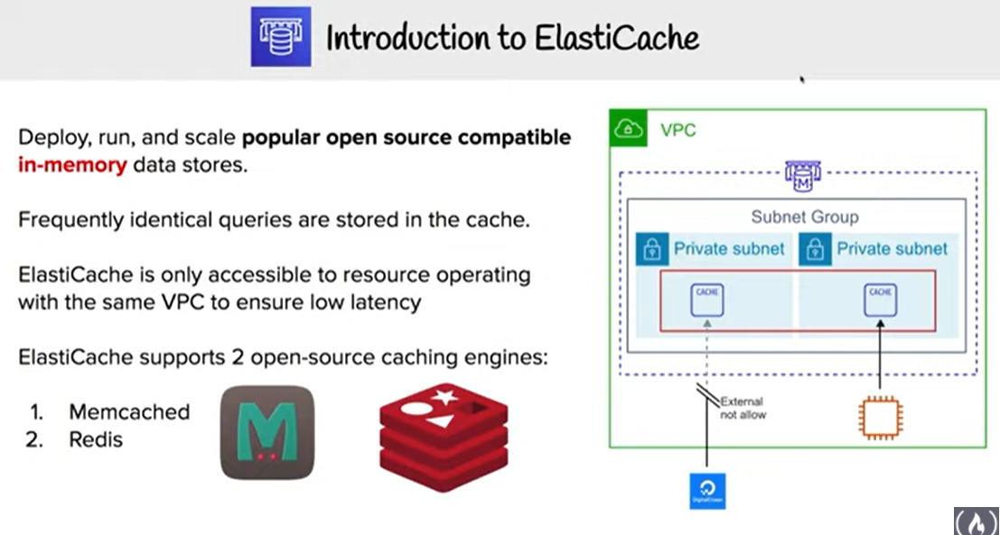 Introduction to ElastiCache
Deploy, run, and scale popular open source compatible
in-memory data stores.
Frequently identical queries are stored in the cache.
ElastiCache is only accessible to resource operating
with the same VPC to ensure low latency
ElastiCache supports 2 open-source caching engines:
1. Memcached
2. Redis
VPC
M
Subnet Group
Private subnet
Private subnet
CACHE
CACHE
External
not allow
DigitalOcean